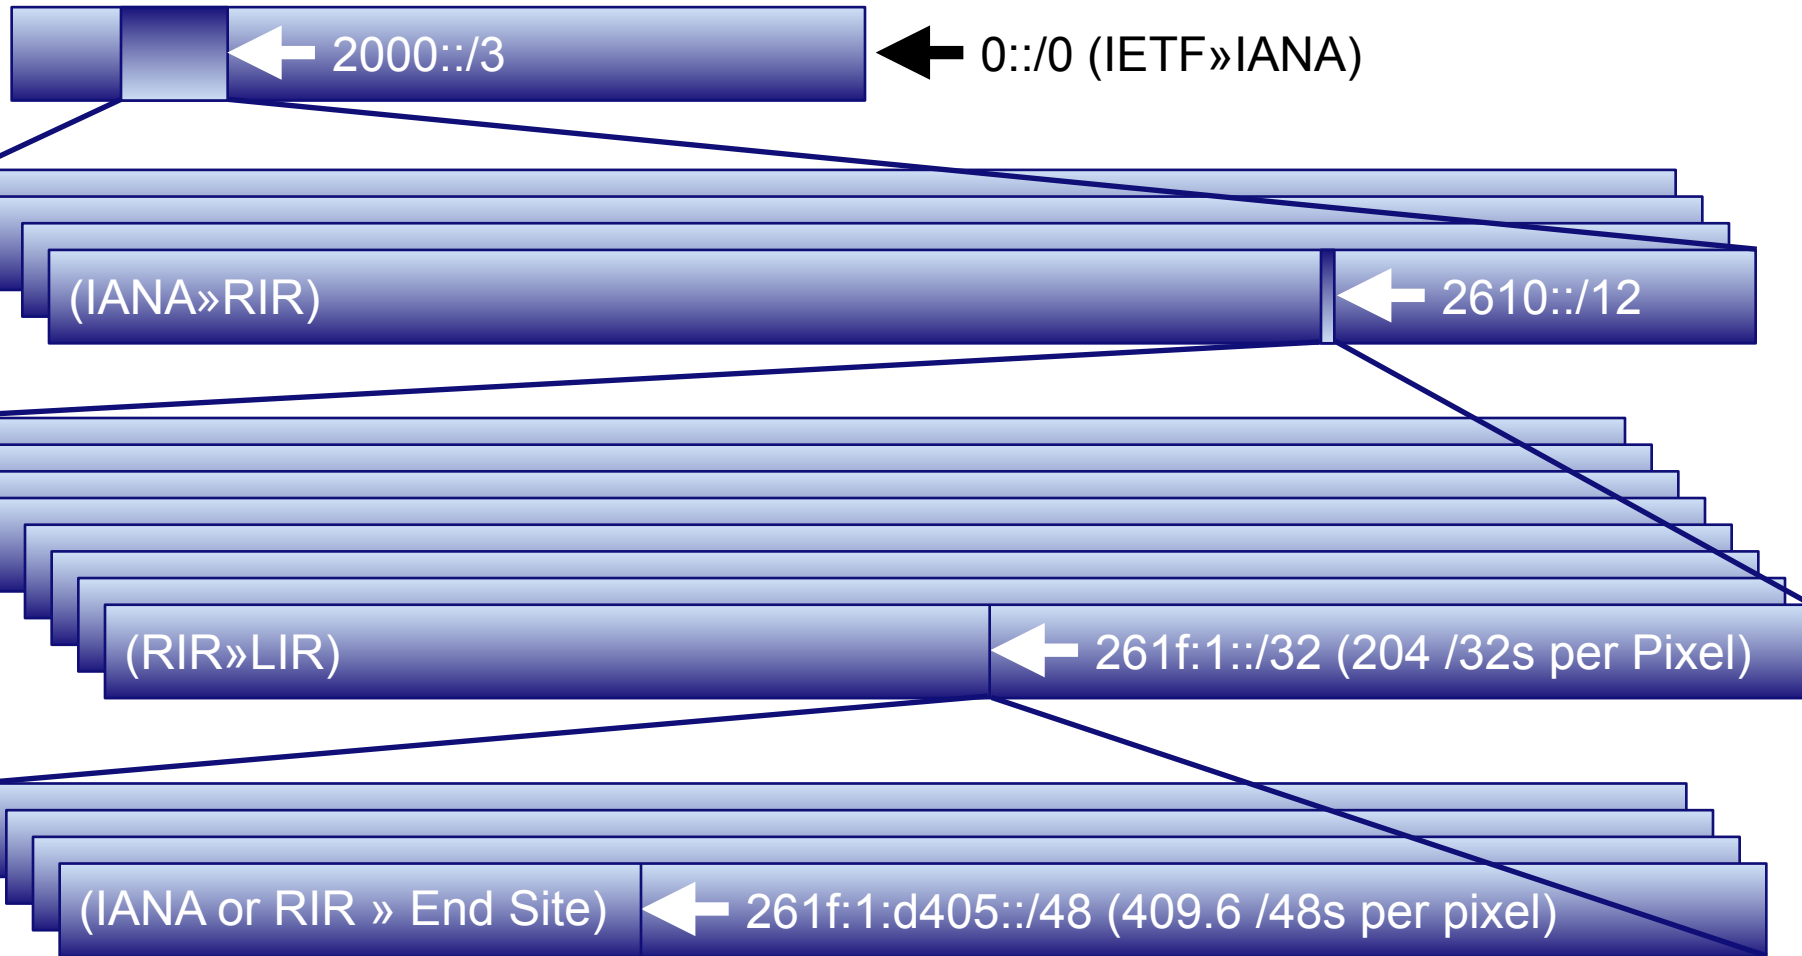 2000::/3
0::/0 (IETF»IANA)
(IANA»RIR)
2610::/12
(RIR»LIR)
261f:1::/32 (204 /32s per Pixel)
(IANA or RIR » End Site)
261f:1:d405::/48 (409.6 /48s per pixel)